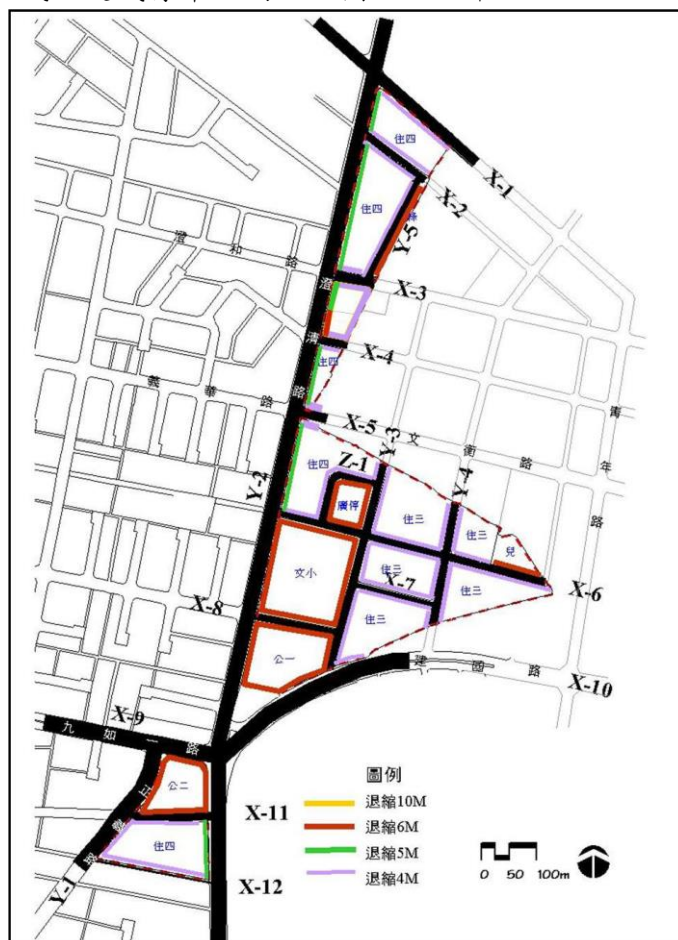 X-1
住四
X-2
住四
綠
Y-5
澄和路
X-3
澄清路
X-4
住四
義華路
X-5
文衡路
青年路
Y-3
Y-2
住四
Z-1
Y-4
廣停
住三
住三
兒
文小
住三
X-7
住三
X-6
X-8
住三
公一
建國路
X-10
X-9
九如一路
公二
X-11
住四
Y-1
X-12
圖例
退縮10M
退縮6M
退縮5M
退縮4M
0 50 100m